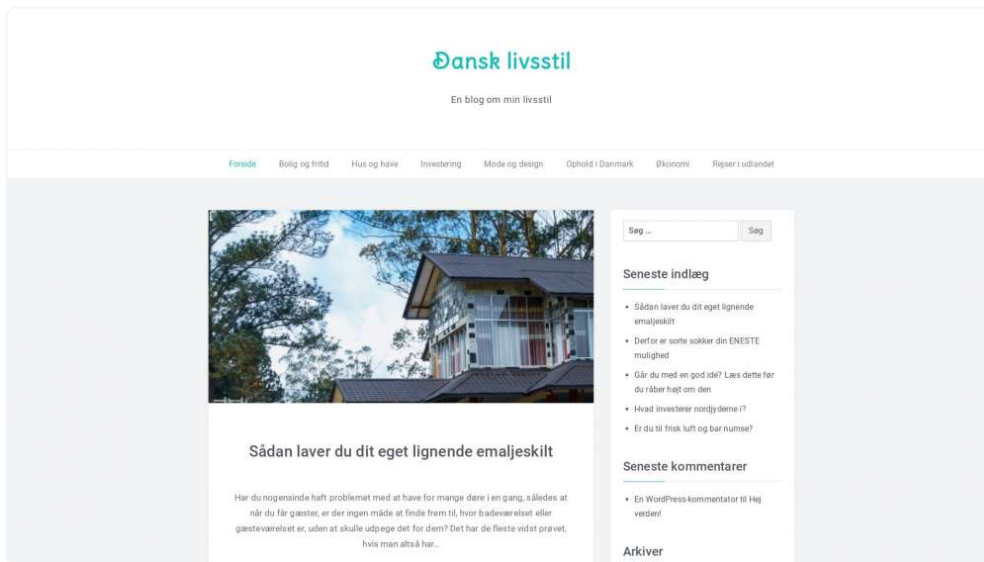 Dansk livsstil
En blog om min livsstil
Forside Bolig og fritid Hus og have Investering Mode og design Ophold i Danmark Økonomi Rejser i udlandet
Sådan laver du dit eget lignende emaljeskilt
Har du nogensinde haft problemet med at have for mange døre i en gang, således at
når du får gæster, er der ingen måde at finde frem til, hvor badeværelset eller
gæsteværelset er, uden at skulle udpege det for dem? Det har de fleste vidst prøvet,
hvis man altså har...
Søg …
Søg
Seneste indlæg
Sådan laver du dit eget lignende
emaljeskilt
Derfor er sorte sokker din ENESTE
mulighed
Går du med en god idé? Læs dette før
du råber højt om den
Hvad investerer nordjyderne i?
Er du til frisk luft og bar numse?
Seneste kommentarer
En WordPress-kommentator til Hej
verden!
Arkiver